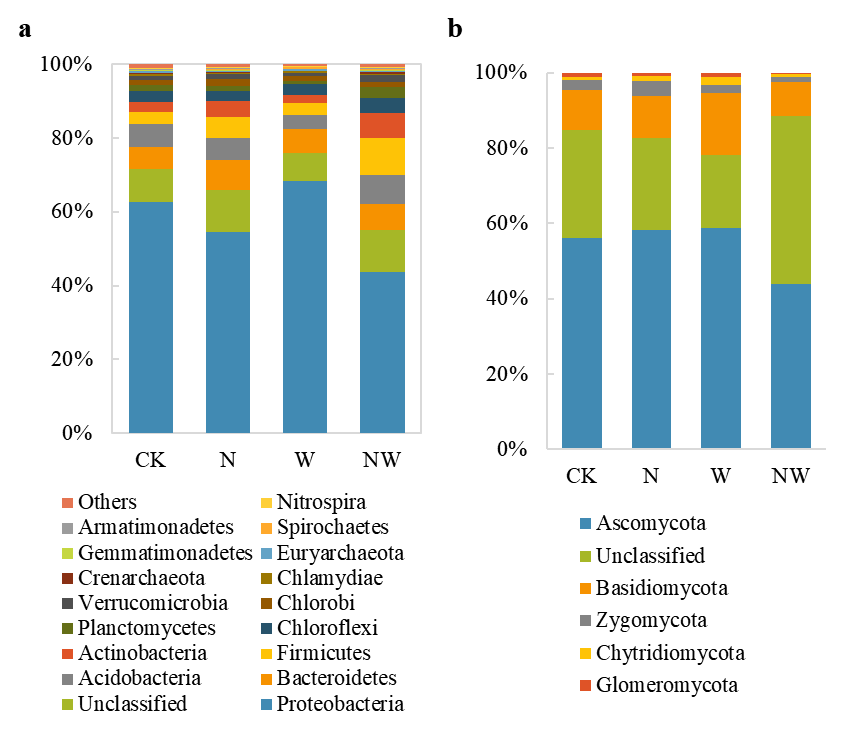 a
100%
80%
60%
40%
20%
0%
CK N W NW
Others Nitrospira
Armatimonadetes Spirochaetes
Gemmatimonadetes Euryarchaeota
Crenarchaeota Chlamydiae
Verrucomicrobia Chlorobi
Planctomycetes Chloroflexi
Actinobacteria Firmicutes
Acidobacteria Bacteroidetes
Unclassified Proteobacteria
b
100%
80%
60%
40%
20%
0%
CK N W NW
Ascomycota
Unclassified
Basidiomycota
Zygomycota
Chytridiomycota
Glomeromycota